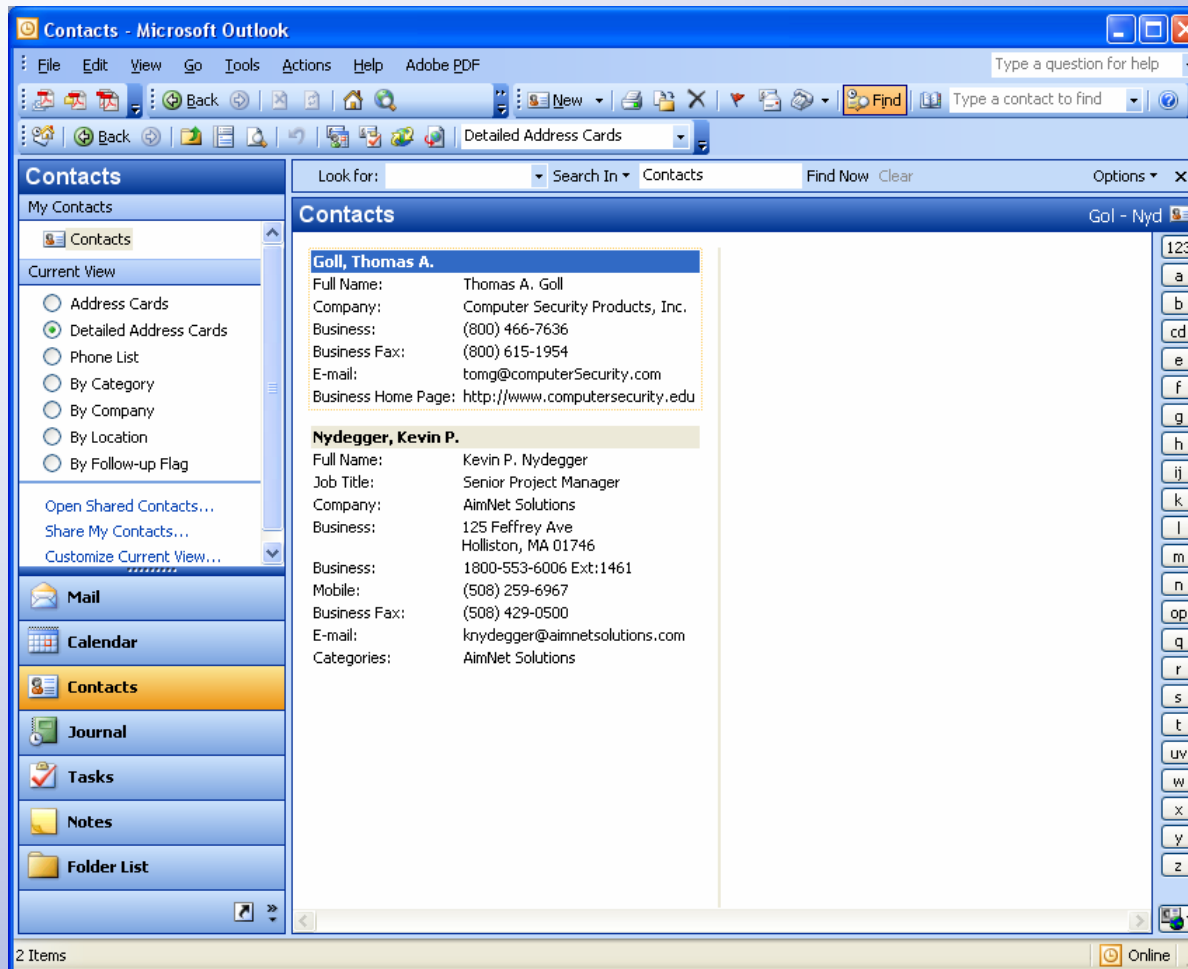 Contacts - Microsoft Outlook
File Edit View Go Tools Actions Help Adobe PDF Type a question for help
Back New Find Type a contact to find
Back Detailed Address Cards
Contacts
My Contacts
Contacts
Current View
Address Cards
Detailed Address Cards
Phone List
By Category
By Company
By Location
By Follow-up Flag
Open Shared Contacts...
Share My Contacts...
Customize Current View...
Mail
Calendar
Contacts
Journal
Tasks
Notes
Folder List
Look for: Search In Contacts Find Now Clear Options
Contacts Gol - Nyd
Goll, Thomas A.
Full Name: Thomas A. Goll
Company: Computer Security Products, Inc.
Business: (800) 466-7636
Business Fax: (800) 615-1954
E-mail: tomg@computerSecurity.com
Business Home Page: http://www.computersecurity.edu
Nydegger, Kevin P.
Full Name: Kevin P. Nydegger
Job Title: Senior Project Manager
Company: AimNet Solutions
Business: 125 Feffrey Ave
Holliston, MA 01746
Business: 1800-553-6006 Ext:1461
Mobile: (508) 259-6967
Business Fax: (508) 429-0500
E-mail: knydegger@aimnetsolutions.com
Categories: AimNet Solutions
123
a
b
cd
e
f
g
h
ij
k
l
m
n
op
q
r
s
t
uv
w
x
y
z
2 Items Online